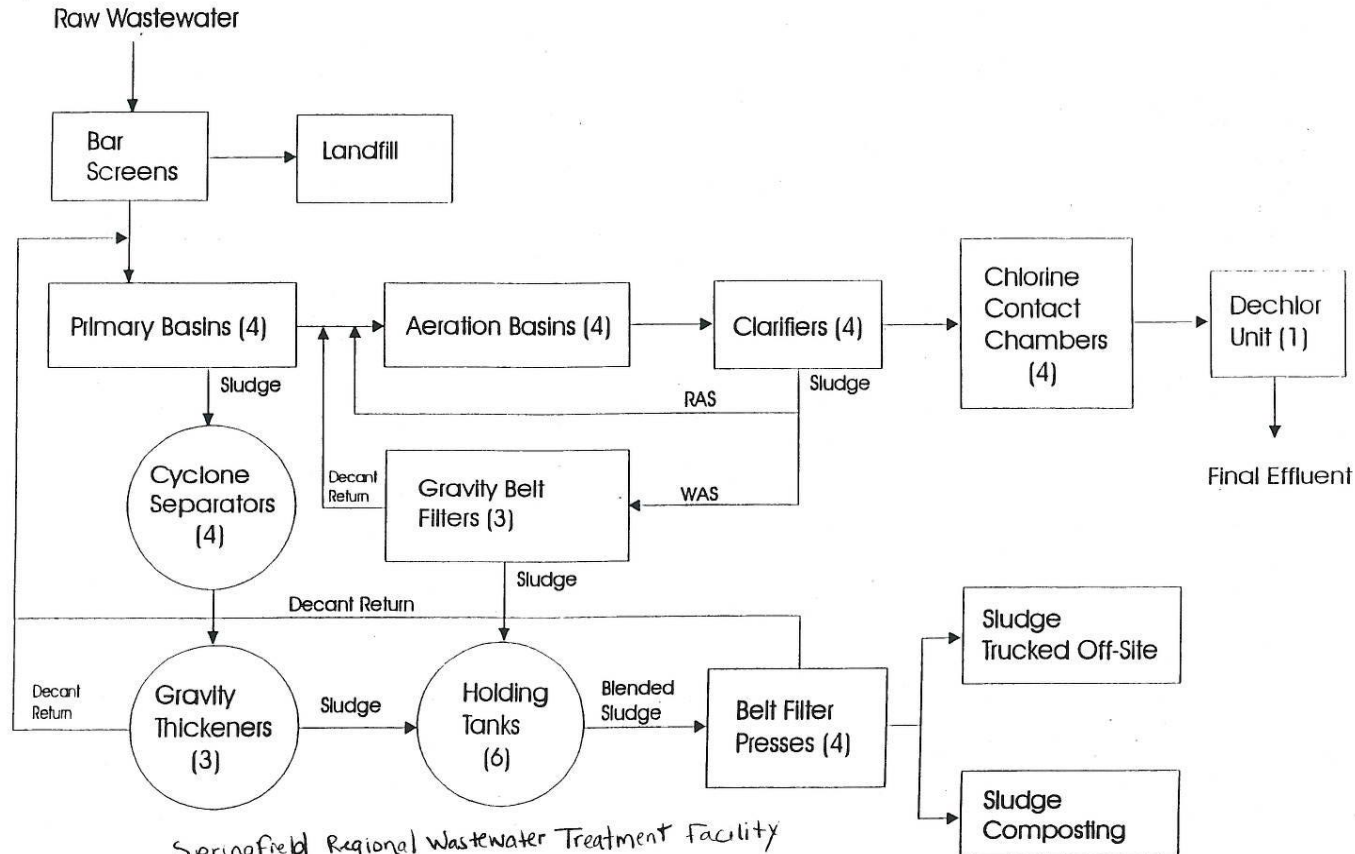 Raw Wastewater
Bar
Screens
Landfill
Primary Basins (4)
Aeration Basins (4)
Clarifiers (4)
Chlorine
Contact
Chambers
(4)
Dechlor
Unit (1)
Sludge
Sludge
RAS
Final Effluent
Cyclone
Separators
(4)
Decant
Return
Gravity Belt
Filters (3)
WAS
Sludge
Decant Return
Sludge
Trucked Off-Site
Decant
Return
Gravity
Thickeners
(3)
Sludge
Holding
Tanks
(6)
Blended
Sludge
Belt Filter
Presses (4)
Sludge
Composting
Springfield Regional Wastewater Treatment Facility